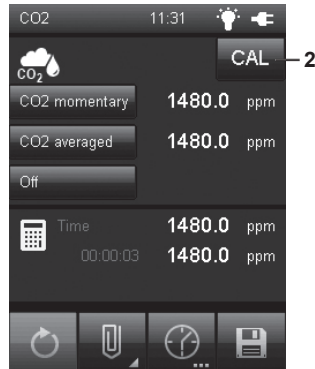 CO2 11:31
CAL 2
CO2
CO2 momentary 1480.0 ppm
CO2 averaged 1480.0 ppm
Off
Time 1480.0 ppm
00:00:03 1480.0 ppm